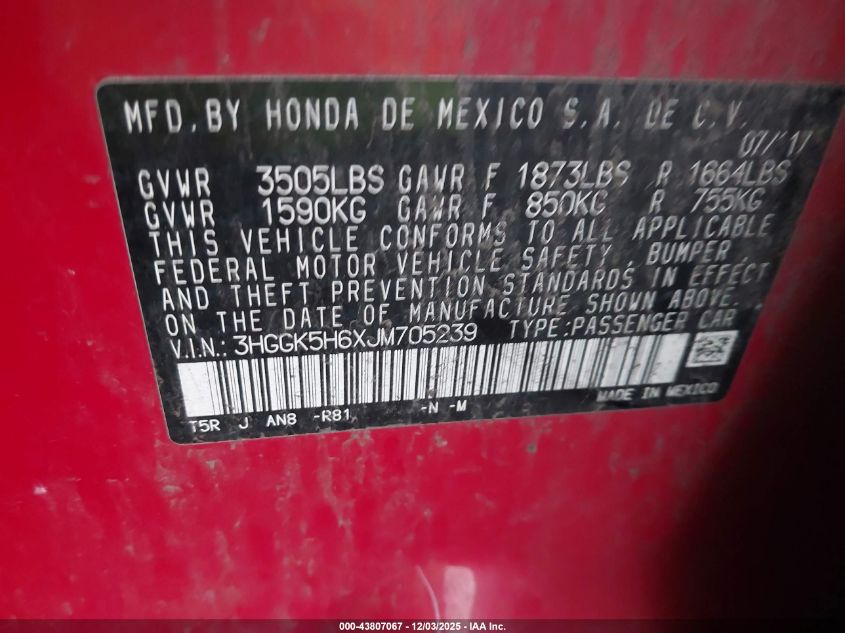 MFD. BY HONDA DE MEXICO S.A. DE C.V.
07/'17
GVWR 3505LBS GAWR F 1873LBS R 1664LBS
GVWR 1590KG GAWR F 850KG R 755KG
THIS VEHICLE CONFORMS TO ALL APPLICABLE
FEDERAL MOTOR VEHICLE SAFETY, BUMPER,
AND THEFT PREVENTION STANDARDS IN EFFECT
ON THE DATE OF MANUFACTURE SHOWN ABOVE.
V.I.N.: 3HGGK5H6XJM705239 TYPE:PASSENGER CAR
MADE IN MEXICO
T5R J AN8 -R81 -N -M
000-43807067 - 12/03/2025 - IAA Inc. - Copyright